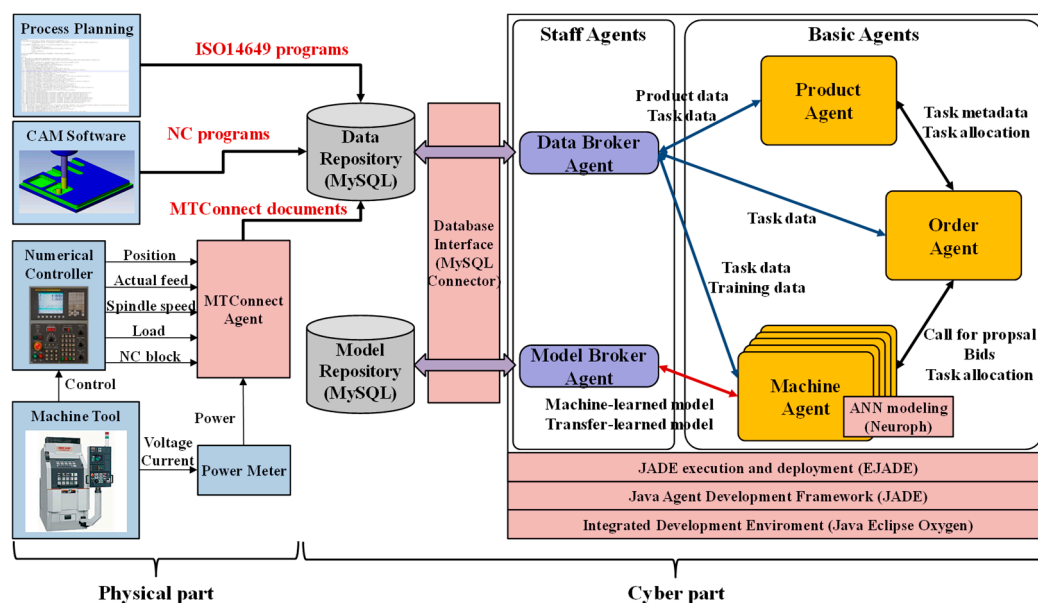 Process Planning
ISO14649 programs
CAM Software
NC programs
MTConnect documents
Numerical
Controller
Position
Actual feed
Spindle speed
Load
NC block
MTConnect
Agent
Control
Machine Tool
Voltage
Current
Power
Power Meter
Data
Repository
(MySQL)
Model
Repository
(MySQL)
Database
Interface
(MySQL
Connector)
Staff Agents
Basic Agents
Data Broker
Agent
Model Broker
Agent
Product data
Task data
Product
Agent
Task metadata
Task allocation
Task data
Order
Agent
Task data
Training data
Call for propsal
Bids
Task allocation
Machine
Agent
ANN modeling
(Neuroph)
Machine-learned model
Transfer-learned model
JADE execution and deployment (EJADE)
Java Agent Development Framework (JADE)
Integrated Development Enviroment (Java Eclipse Oxygen)
Physical part
Cyber part